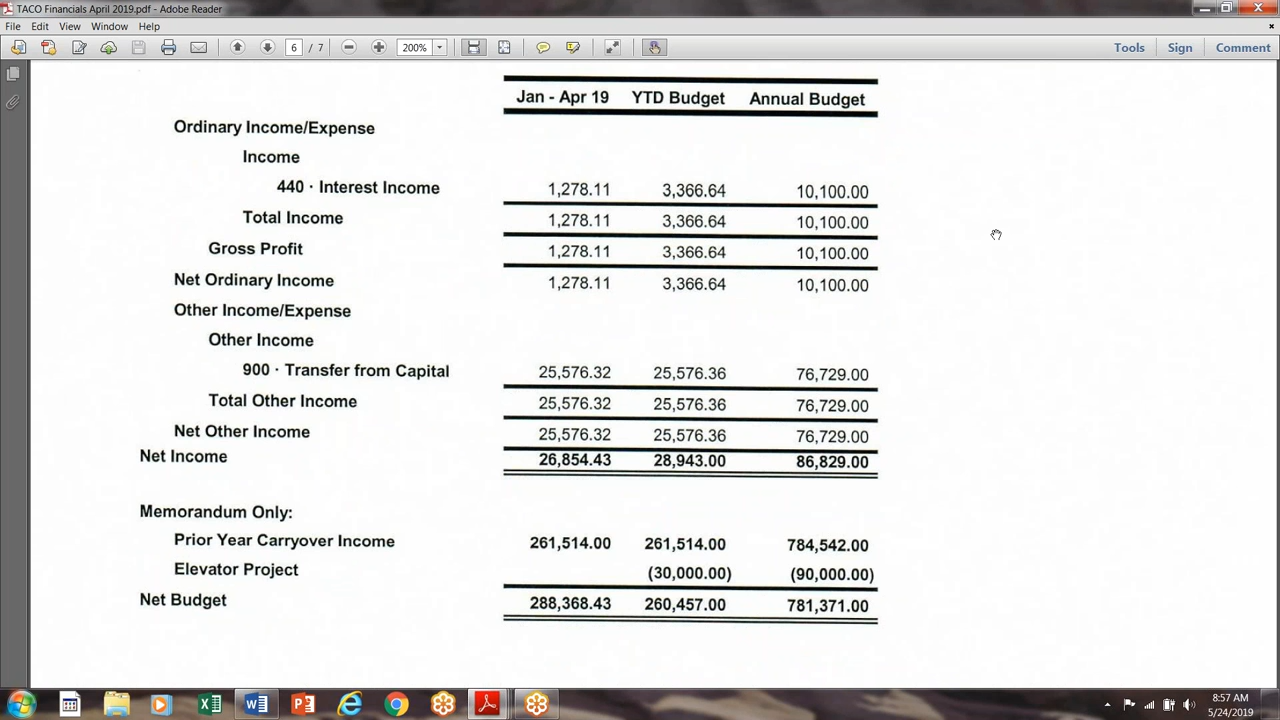 TACO Financials April 2019.pdf - Adobe Reader
File Edit View Window Help
6 / 7 200% Tools Sign Comment
Jan - Apr 19 YTD Budget Annual Budget
Ordinary Income/Expense
Income
440 · Interest Income 1,278.11 3,366.64 10,100.00
Total Income 1,278.11 3,366.64 10,100.00
Gross Profit 1,278.11 3,366.64 10,100.00
Net Ordinary Income 1,278.11 3,366.64 10,100.00
Other Income/Expense
Other Income
900 · Transfer from Capital 25,576.32 25,576.36 76,729.00
Total Other Income 25,576.32 25,576.36 76,729.00
Net Other Income 25,576.32 25,576.36 76,729.00
Net Income 26,854.43 28,943.00 86,829.00
Memorandum Only:
Prior Year Carryover Income 261,514.00 261,514.00 784,542.00
Elevator Project (30,000.00) (90,000.00)
Net Budget 288,368.43 260,457.00 781,371.00
8:57 AM
5/24/2019